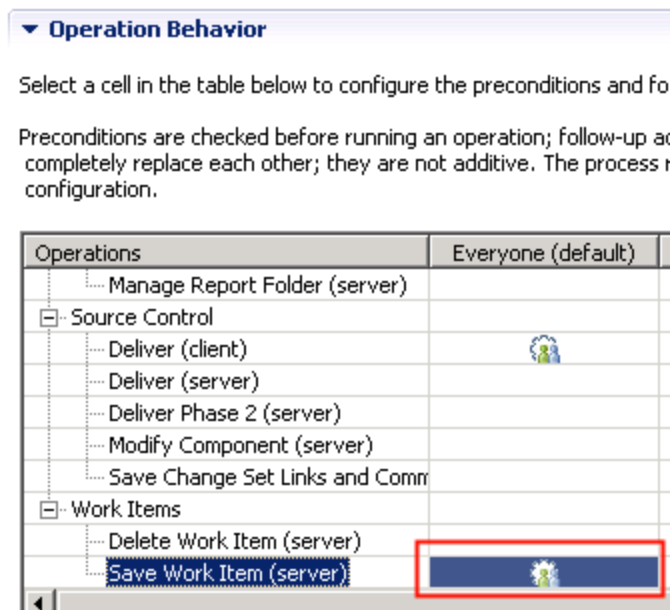 Operation Behavior
Select a cell in the table below to configure the preconditions and fo
Preconditions are checked before running an operation; follow-up a
completely replace each other; they are not additive. The process
configuration.
Operations Everyone (default)
Manage Report Folder (server)
Source Control
Deliver (client)
Deliver (server)
Deliver Phase 2 (server)
Modify Component (server)
Save Change Set Links and Comm
Work Items
Delete Work Item (server)
Save Work Item (server)